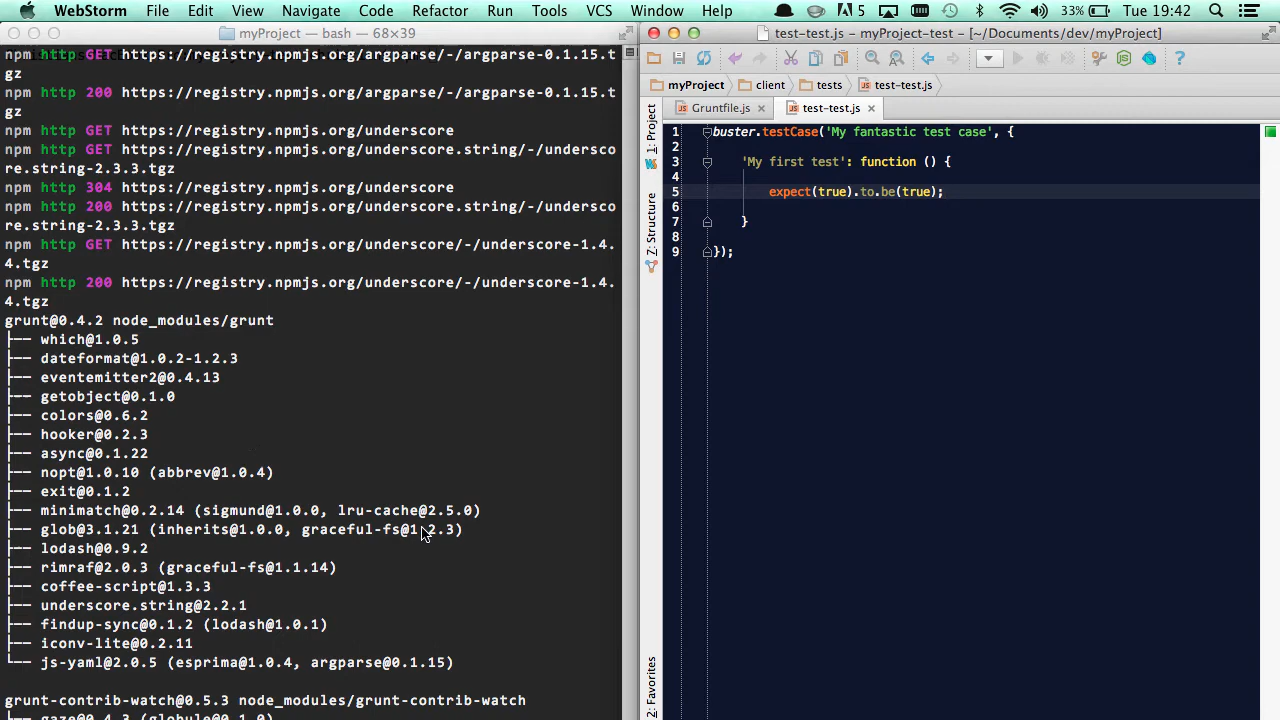 WebStorm File Edit View Navigate Code Refactor Run Tools VCS Window Help 5 33% Tue 19:42
myProject — bash — 68×39
npm http GET https://registry.npmjs.org/argparse/-/argparse-0.1.15.t
gz
npm http 200 https://registry.npmjs.org/argparse/-/argparse-0.1.15.t
gz
npm http GET https://registry.npmjs.org/underscore
npm http GET https://registry.npmjs.org/underscore.string/-/undersco
re.string-2.3.3.tgz
npm http 304 https://registry.npmjs.org/underscore
npm http 200 https://registry.npmjs.org/underscore.string/-/undersco
re.string-2.3.3.tgz
npm http GET https://registry.npmjs.org/underscore/-/underscore-1.4.
4.tgz
npm http 200 https://registry.npmjs.org/underscore/-/underscore-1.4.
4.tgz
grunt@0.4.2 node_modules/grunt
├── which@1.0.5
├── dateformat@1.0.2-1.2.3
├── eventemitter2@0.4.13
├── getobject@0.1.0
├── colors@0.6.2
├── hooker@0.2.3
├── async@0.1.22
├── nopt@1.0.10 (abbrev@1.0.4)
├── exit@0.1.2
├── minimatch@0.2.14 (sigmund@1.0.0, lru-cache@2.5.0)
├── glob@3.1.21 (inherits@1.0.0, graceful-fs@1.2.3)
├── lodash@0.9.2
├── rimraf@2.0.3 (graceful-fs@1.1.14)
├── coffee-script@1.3.3
├── underscore.string@2.2.1
├── findup-sync@0.1.2 (lodash@1.0.1)
├── iconv-lite@0.2.11
└── js-yaml@2.0.5 (esprima@1.0.4, argparse@0.1.15)
grunt-contrib-watch@0.5.3 node_modules/grunt-contrib-watch
├── gaze@0.4.3 (globule@0.1.0)
test-test.js – myProject-test – [~/Documents/dev/myProject]
myProject client tests test-test.js
Gruntfile.js test-test.js
1: Project
7: Structure
2: Favorites
1 buster.testCase('My fantastic test case', {
2
3 'My first test': function () {
4
5 expect(true).to.be(true);
6
7 }
8
9 });